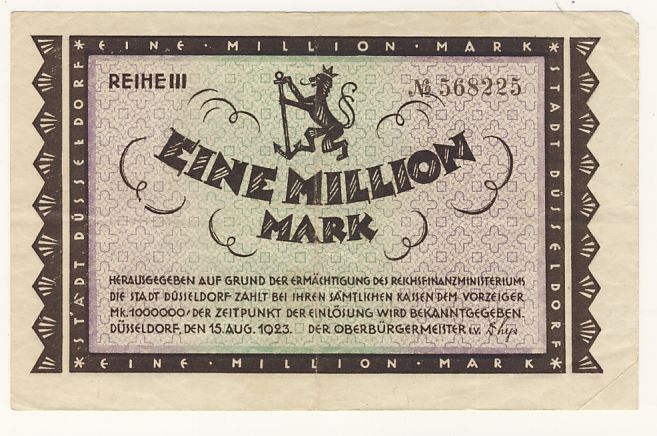 * EINE · MILLION · MARK *
STADT DÜSSELDORF
STADT DÜSSELDORF
REIHE III
№ 568225
EINE MILLION
MARK
HERAUSGEGEBEN AUF GRUND DER ERMÄCHTIGUNG DES REICHSFINANZMINISTERIUMS
DIE STADT DÜSSELDORF ZAHLT BEI IHREN SÄMTLICHEN KASSEN DEM VORZEIGER
MK. 1000000/ DER ZEITPUNKT DER EINLÖSUNG WIRD BEKANNTGEGEBEN.
DÜSSELDORF, DEN 15. AUG. 1923. DER OBERBÜRGERMEISTER I.V.
* EINE · MILLION · MARK *